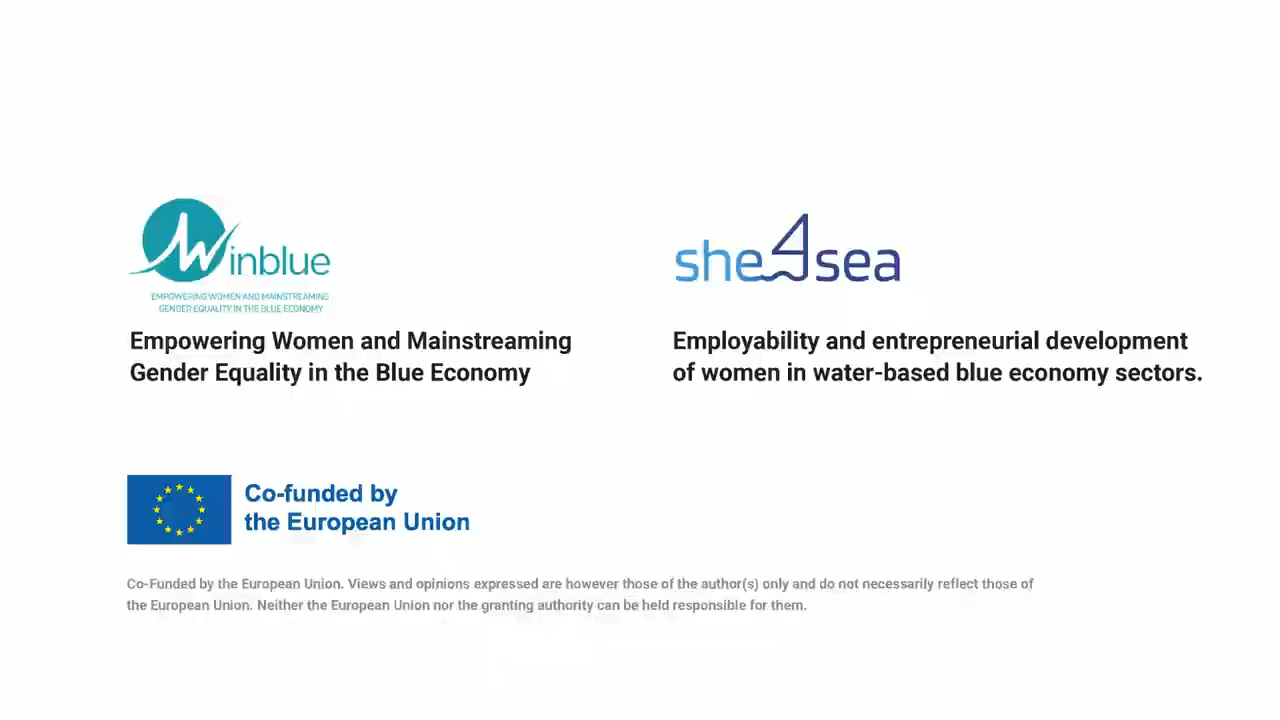 Winblue
EMPOWERING WOMEN AND MAINSTREAMING
GENDER EQUALITY IN THE BLUE ECONOMY
Empowering Women and Mainstreaming
Gender Equality in the Blue Economy
she4sea
Employability and entrepreneurial development
of women in water-based blue economy sectors.
Co-funded by
the European Union
Co-Funded by the European Union. Views and opinions expressed are however those of the author(s) only and do not necessarily reflect those of
the European Union. Neither the European Union nor the granting authority can be held responsible for them.